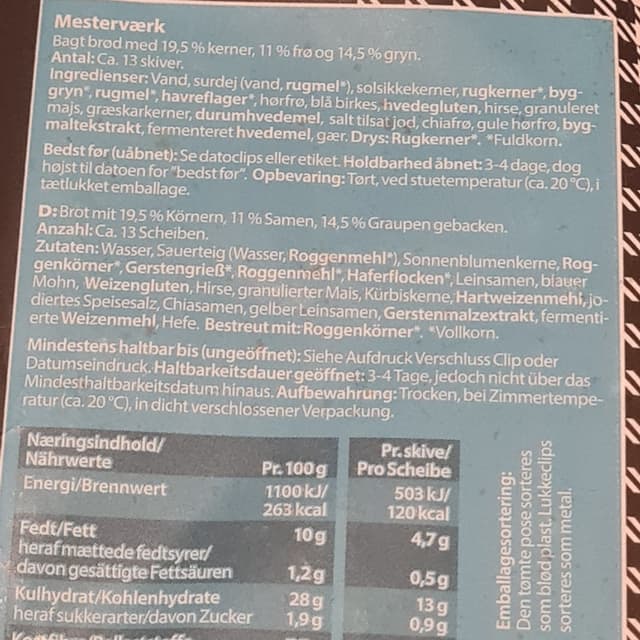 Mesterværk
Bagt brød med 19,5 % kerner, 11 % frø og 14,5 % gryn.
Antal: Ca. 13 skiver.
Ingredienser: Vand, surdej (vand, rugmel*), solsikkekerner, rugkerner*, byg-
gryn*, rugmel*, havreflager*, hørfrø, blå birkes, hvedegluten, hirse, granuleret
majs, græskarkerner, durumhvedemel, salt tilsat jod, chiafrø, gule hørfrø, byg-
maltekstrakt, fermenteret hvedemel, gær. Drys: Rugkerner*. *Fuldkorn.
Bedst før (uåbnet): Se datoclips eller etiket. Holdbarhed åbnet: 3-4 dage, dog
højst til datoen for "bedst før". Opbevaring: Tørt, ved stuetemperatur (ca. 20 °C), i
tætlukket emballage.
D: Brot mit 19,5 % Körnern, 11 % Samen, 14,5 % Graupen gebacken.
Anzahl: Ca. 13 Scheiben.
Zutaten: Wasser, Sauerteig (Wasser, Roggenmehl*), Sonnenblumenkerne, Rog-
genkörner*, Gerstengrieß*, Roggenmehl*, Haferflocken*, Leinsamen, blauer
Mohn, Weizengluten, Hirse, granulierter Mais, Kürbiskerne, Hartweizenmehl, jo-
diertes Speisesalz, Chiasamen, gelber Leinsamen, Gerstenmalzextrakt, fermenti-
erte Weizenmehl, Hefe. Bestreut mit: Roggenkörner*. *Vollkorn.
Mindestens haltbar bis (ungeöffnet): Siehe Aufdruck Verschluss Clip oder
Datumseindruck. Haltbarkeitsdauer geöffnet: 3-4 Tage, jedoch nicht über das
Mindesthaltbarkeitsdatum hinaus. Aufbewahrung: Trocken, bei Zimmertempe-
ratur (ca. 20 °C), in dicht verschlossener Verpackung.
Næringsindhold/ Pr. skive/
Nährwerte Pr. 100 g Pro Scheibe
Energi/Brennwert 1100 kJ/ 503 kJ/
263 kcal 120 kcal
Fedt/Fett 10 g 4,7 g
heraf mættede fedtsyrer/
davon gesättigte Fettsäuren 1,2 g 0,5 g
Kulhydrat/Kohlenhydrate 28 g 13 g
heraf sukkerarter/davon Zucker 1,9 g 0,9 g
Emballagesortering:
Den tomte pose sorteres
som blød plast. Lukkeclips
sorteres som metal.